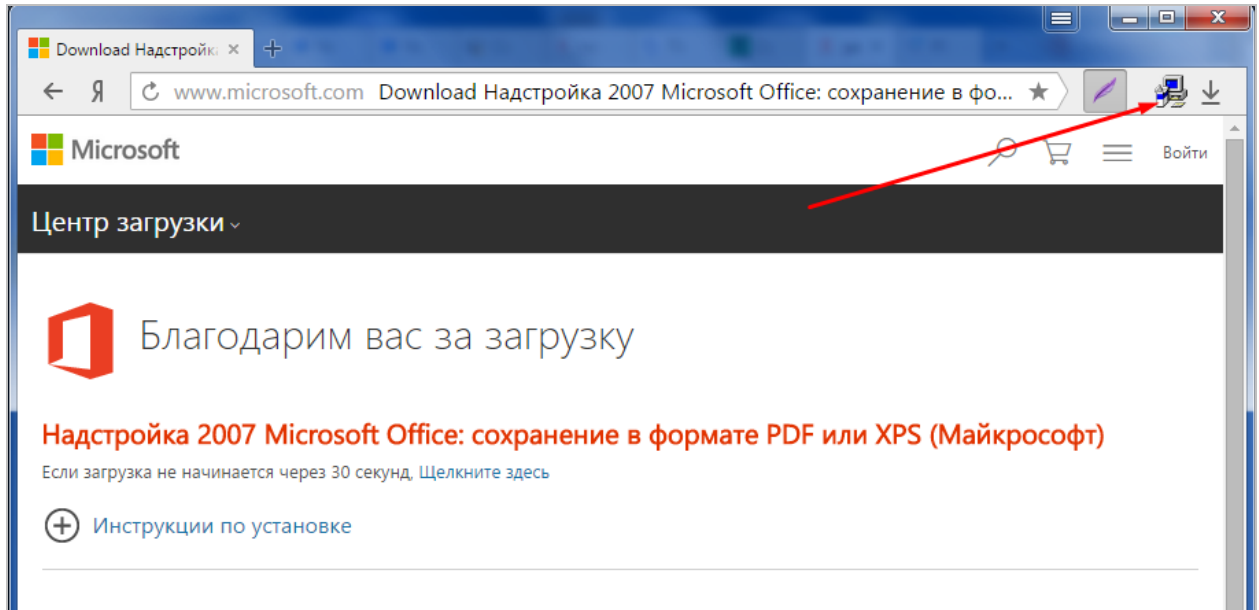 Download Надстройк
Я www.microsoft.com Download Надстройка 2007 Microsoft Office: сохранение в фо...
Microsoft
Войти
Центр загрузки
Благодарим вас за загрузку
Надстройка 2007 Microsoft Office: сохранение в формате PDF или XPS (Майкрософт)
Если загрузка не начинается через 30 секунд, Щелкните здесь
Инструкции по установке